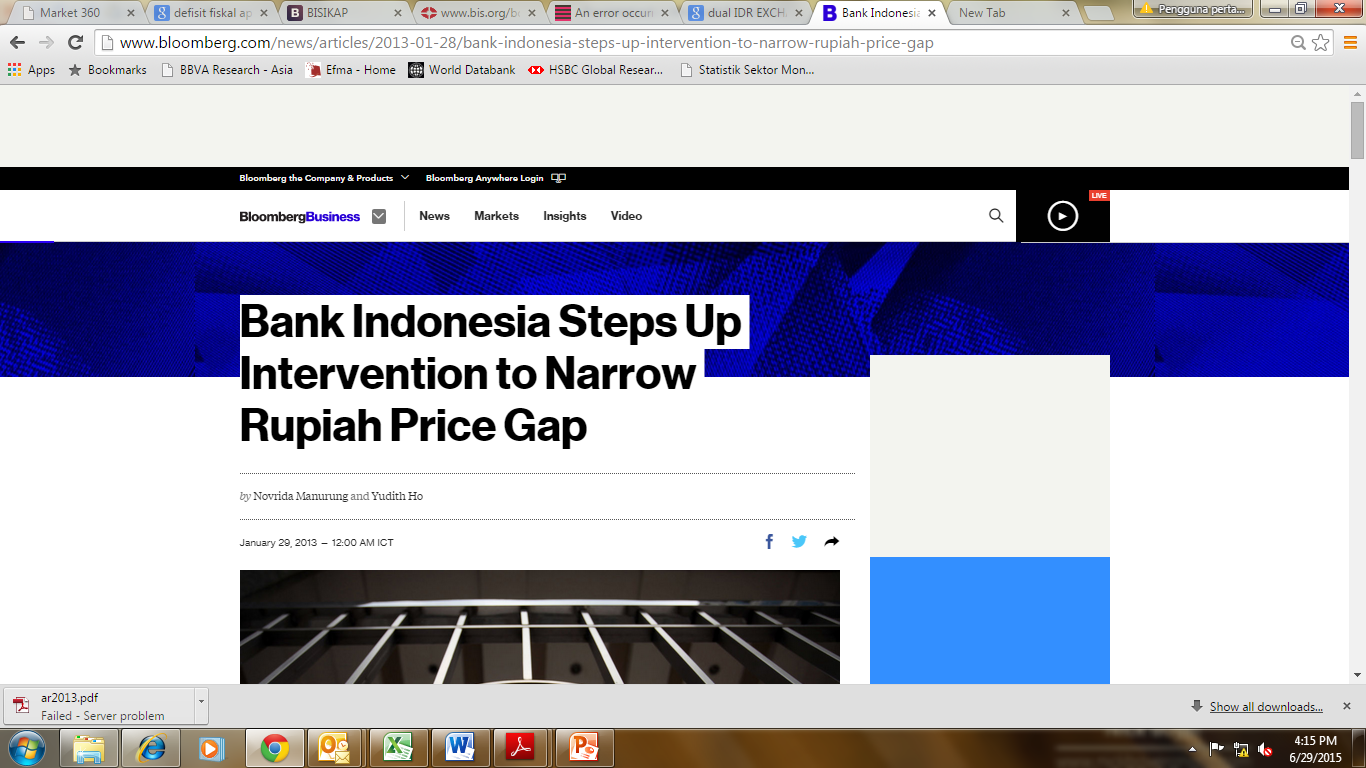 Market 360
defisit fiskal ap
BISIKAP
www.bis.org/b
An error occur
dual IDR EXCH
Bank Indonesia
New Tab
Pengguna perta...
www.bloomberg.com/news/articles/2013-01-28/bank-indonesia-steps-up-intervention-to-narrow-rupiah-price-gap
Apps Bookmarks BBVA Research - Asia Efma - Home World Databank HSBC Global Resear... Statistik Sektor Mon...
Bloomberg the Company & Products Bloomberg Anywhere Login
LIVE
BloombergBusiness News Markets Insights Video
Bank Indonesia Steps Up
Intervention to Narrow
Rupiah Price Gap
by Novrida Manurung and Yudith Ho
January 29, 2013 — 12:00 AM ICT
ar2013.pdf
Failed - Server problem
Show all downloads...
4:15 PM
6/29/2015